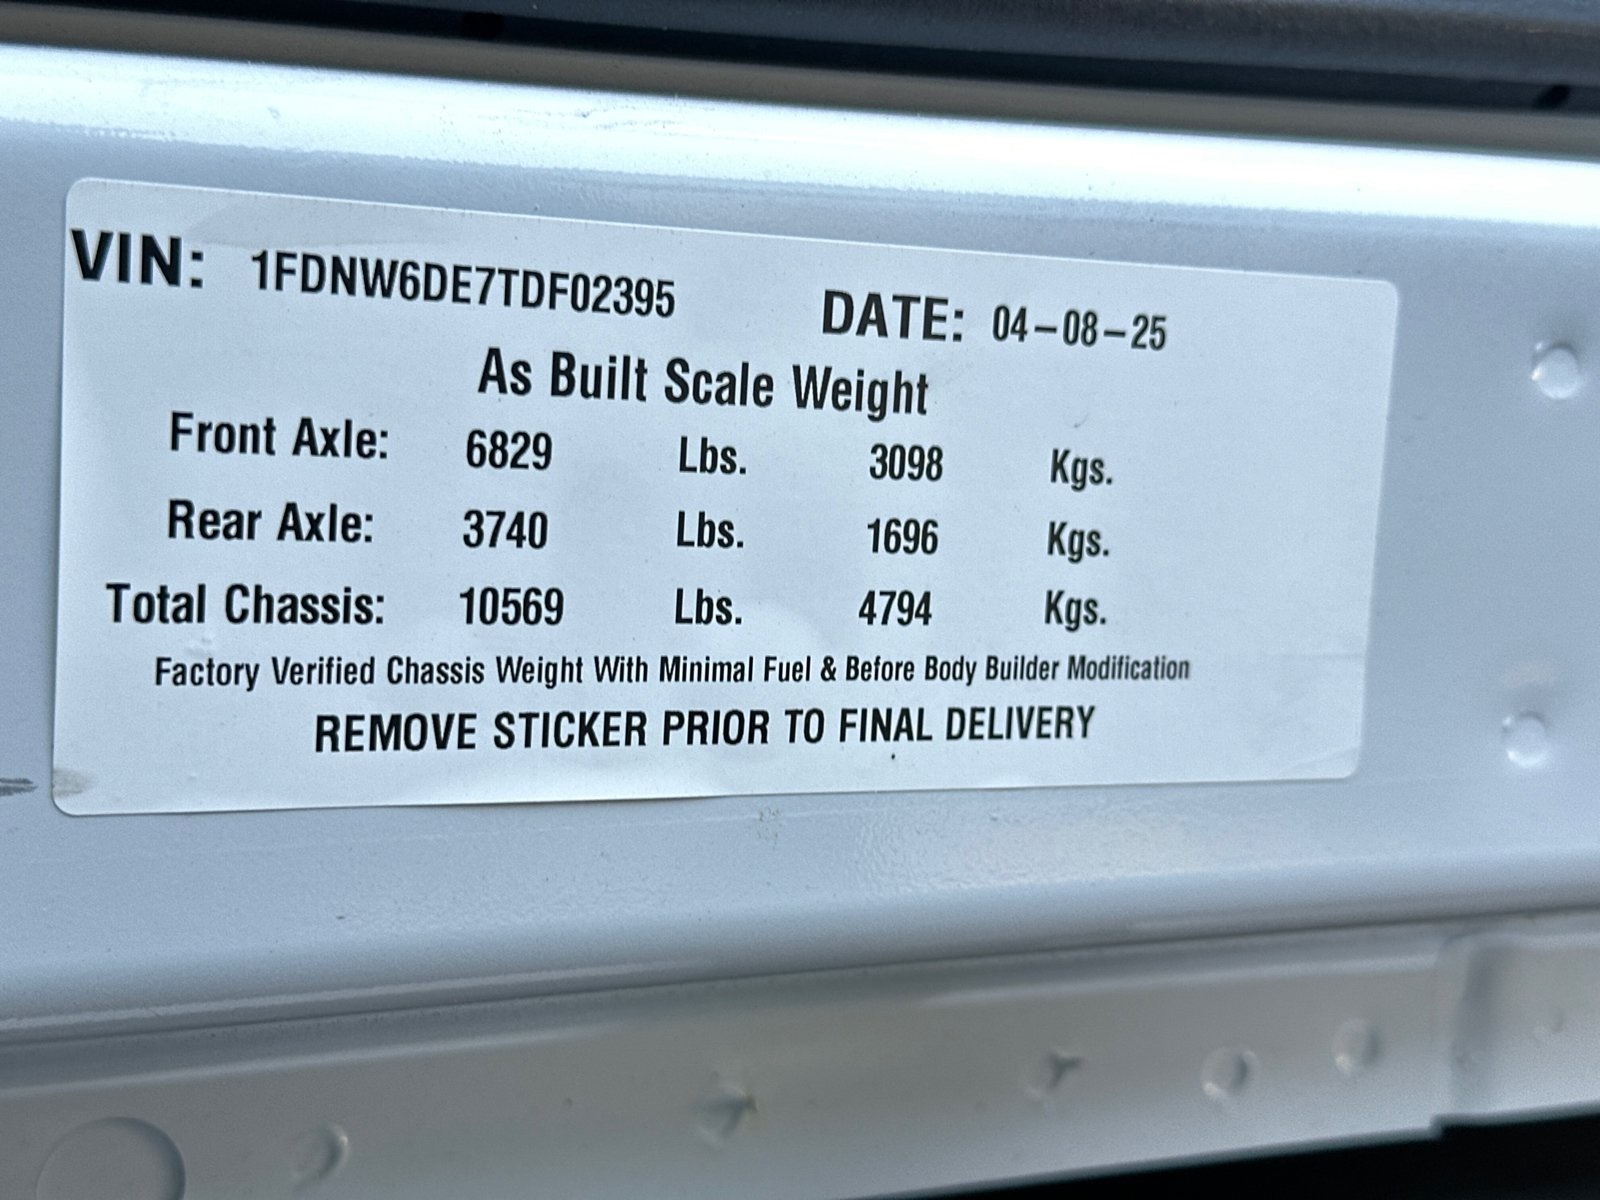 VIN: 1FDNW6DE7TDF02395 DATE: 04-08-25
As Built Scale Weight
Front Axle: 6829 Lbs. 3098 Kgs.
Rear Axle: 3740 Lbs. 1696 Kgs.
Total Chassis: 10569 Lbs. 4794 Kgs.
Factory Verified Chassis Weight With Minimal Fuel & Before Body Builder Modification
REMOVE STICKER PRIOR TO FINAL DELIVERY